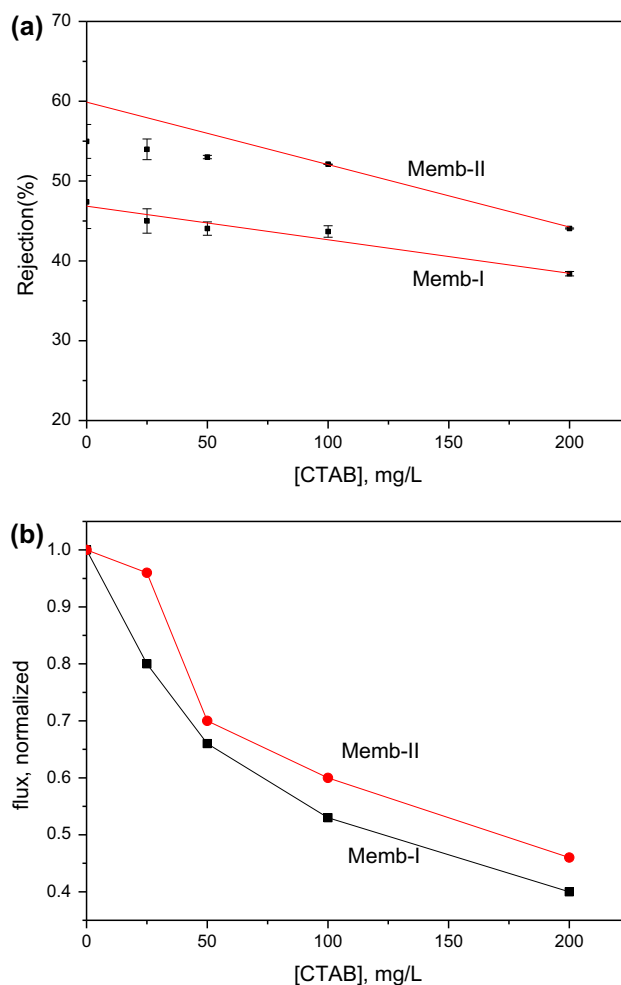 (a)
70
60
50
40
30
20
Rejection(%)
Memb-II
Memb-I
0
50
100
150
200
[CTAB], mg/L
(b)
1.0
0.9
0.8
0.7
0.6
0.5
0.4
flux, normalized
Memb-II
Memb-I
0
50
100
150
200
[CTAB], mg/L